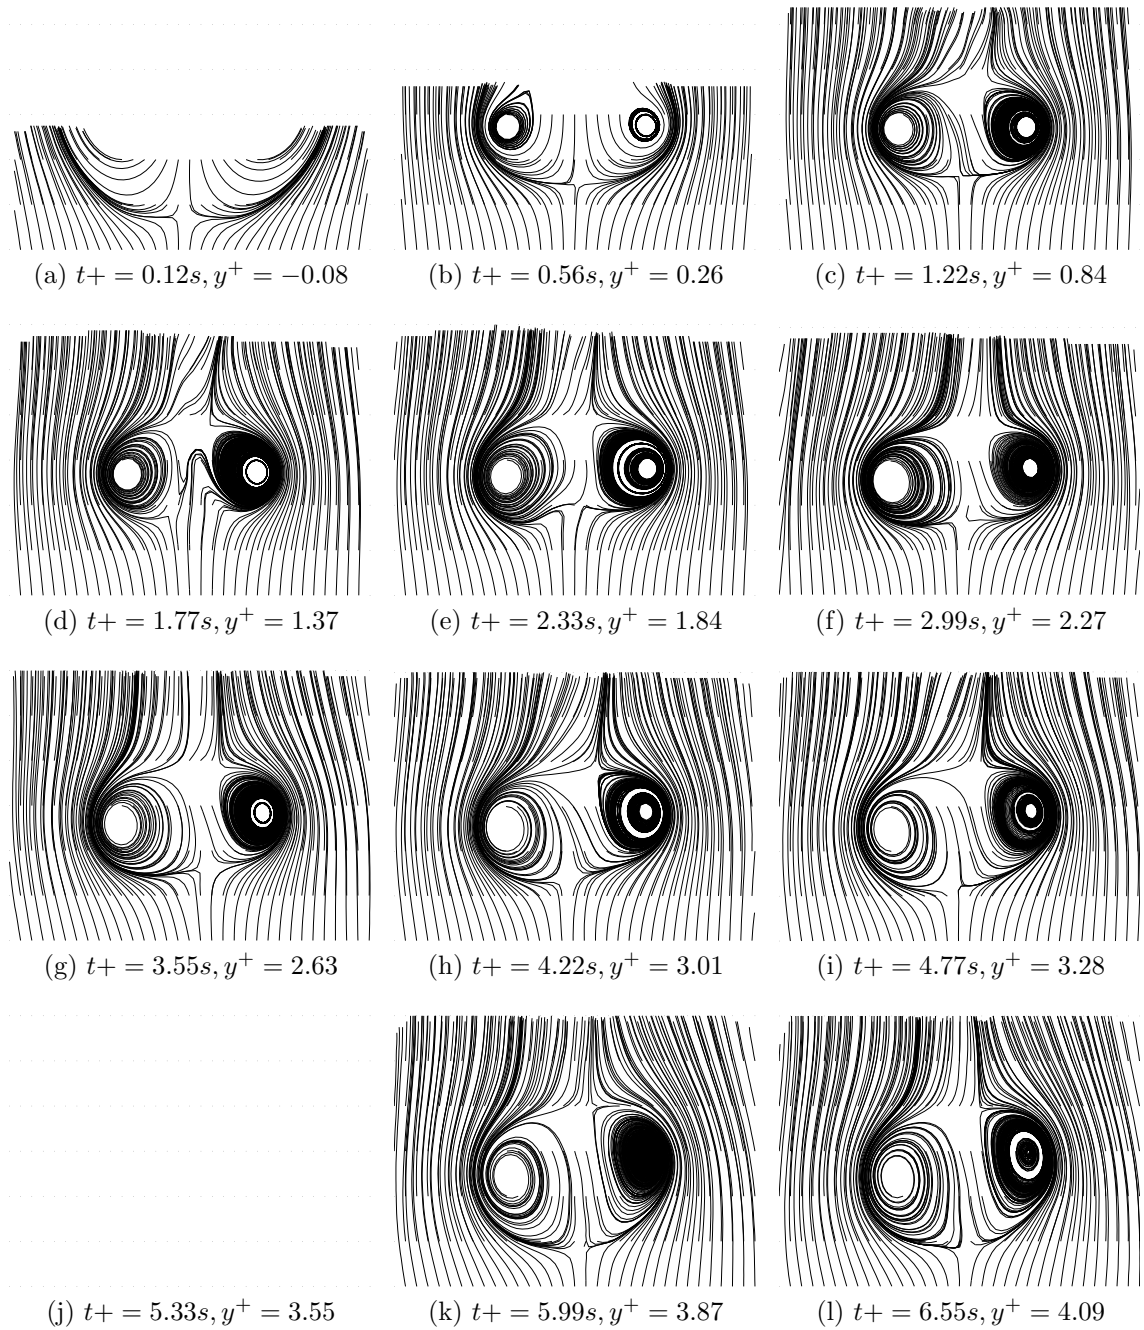 (a) t+ = 0.12s, y⁺ = −0.08
(b) t+ = 0.56s, y⁺ = 0.26
(c) t+ = 1.22s, y⁺ = 0.84
(d) t+ = 1.77s, y⁺ = 1.37
(e) t+ = 2.33s, y⁺ = 1.84
(f) t+ = 2.99s, y⁺ = 2.27
(g) t+ = 3.55s, y⁺ = 2.63
(h) t+ = 4.22s, y⁺ = 3.01
(i) t+ = 4.77s, y⁺ = 3.28
(j) t+ = 5.33s, y⁺ = 3.55
(k) t+ = 5.99s, y⁺ = 3.87
(l) t+ = 6.55s, y⁺ = 4.09